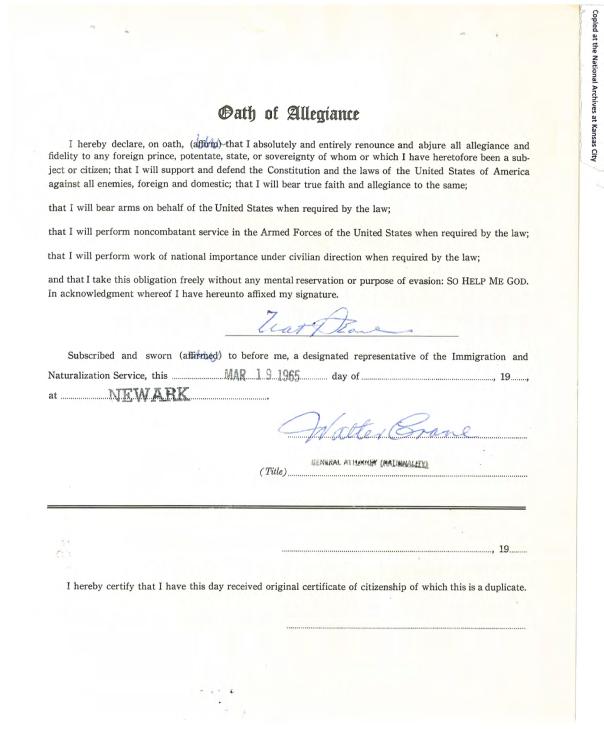 Copied at the National Archives at Kansas City
Oath of Allegiance
I hereby declare, on oath, (affirm) that I absolutely and entirely renounce and abjure all allegiance and
fidelity to any foreign prince, potentate, state, or sovereignty of whom or which I have heretofore been a sub-
ject or citizen; that I will support and defend the Constitution and the laws of the United States of America
against all enemies, foreign and domestic; that I will bear true faith and allegiance to the same;
that I will bear arms on behalf of the United States when required by the law;
that I will perform noncombatant service in the Armed Forces of the United States when required by the law;
that I will perform work of national importance under civilian direction when required by the law;
and that I take this obligation freely without any mental reservation or purpose of evasion: SO HELP ME GOD.
In acknowledgment whereof I have hereunto affixed my signature.
Subscribed and sworn (affirmed) to before me, a designated representative of the Immigration and
Naturalization Service, this MAR 19 1965 day of , 19 ,
at NEWARK .
Walter Crane
GENERAL ATTORNEY (NATIONALITY)
(Title)
, 19
I hereby certify that I have this day received original certificate of citizenship of which this is a duplicate.